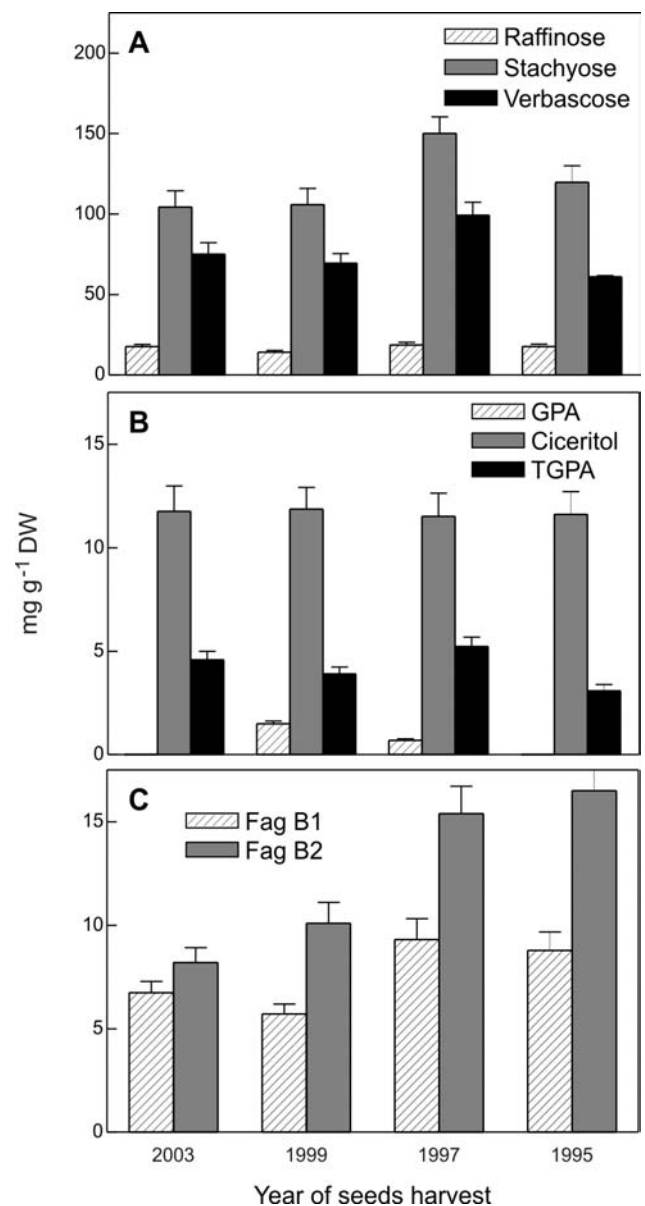 A
Raffinose
Stachyose
Verbascose
200
150
100
50
0
B
GPA
Ciceritol
TGPA
15
10
5
0
mg g⁻¹ DW
C
Fag B1
Fag B2
15
10
5
0
2003 1999 1997 1995
Year of seeds harvest